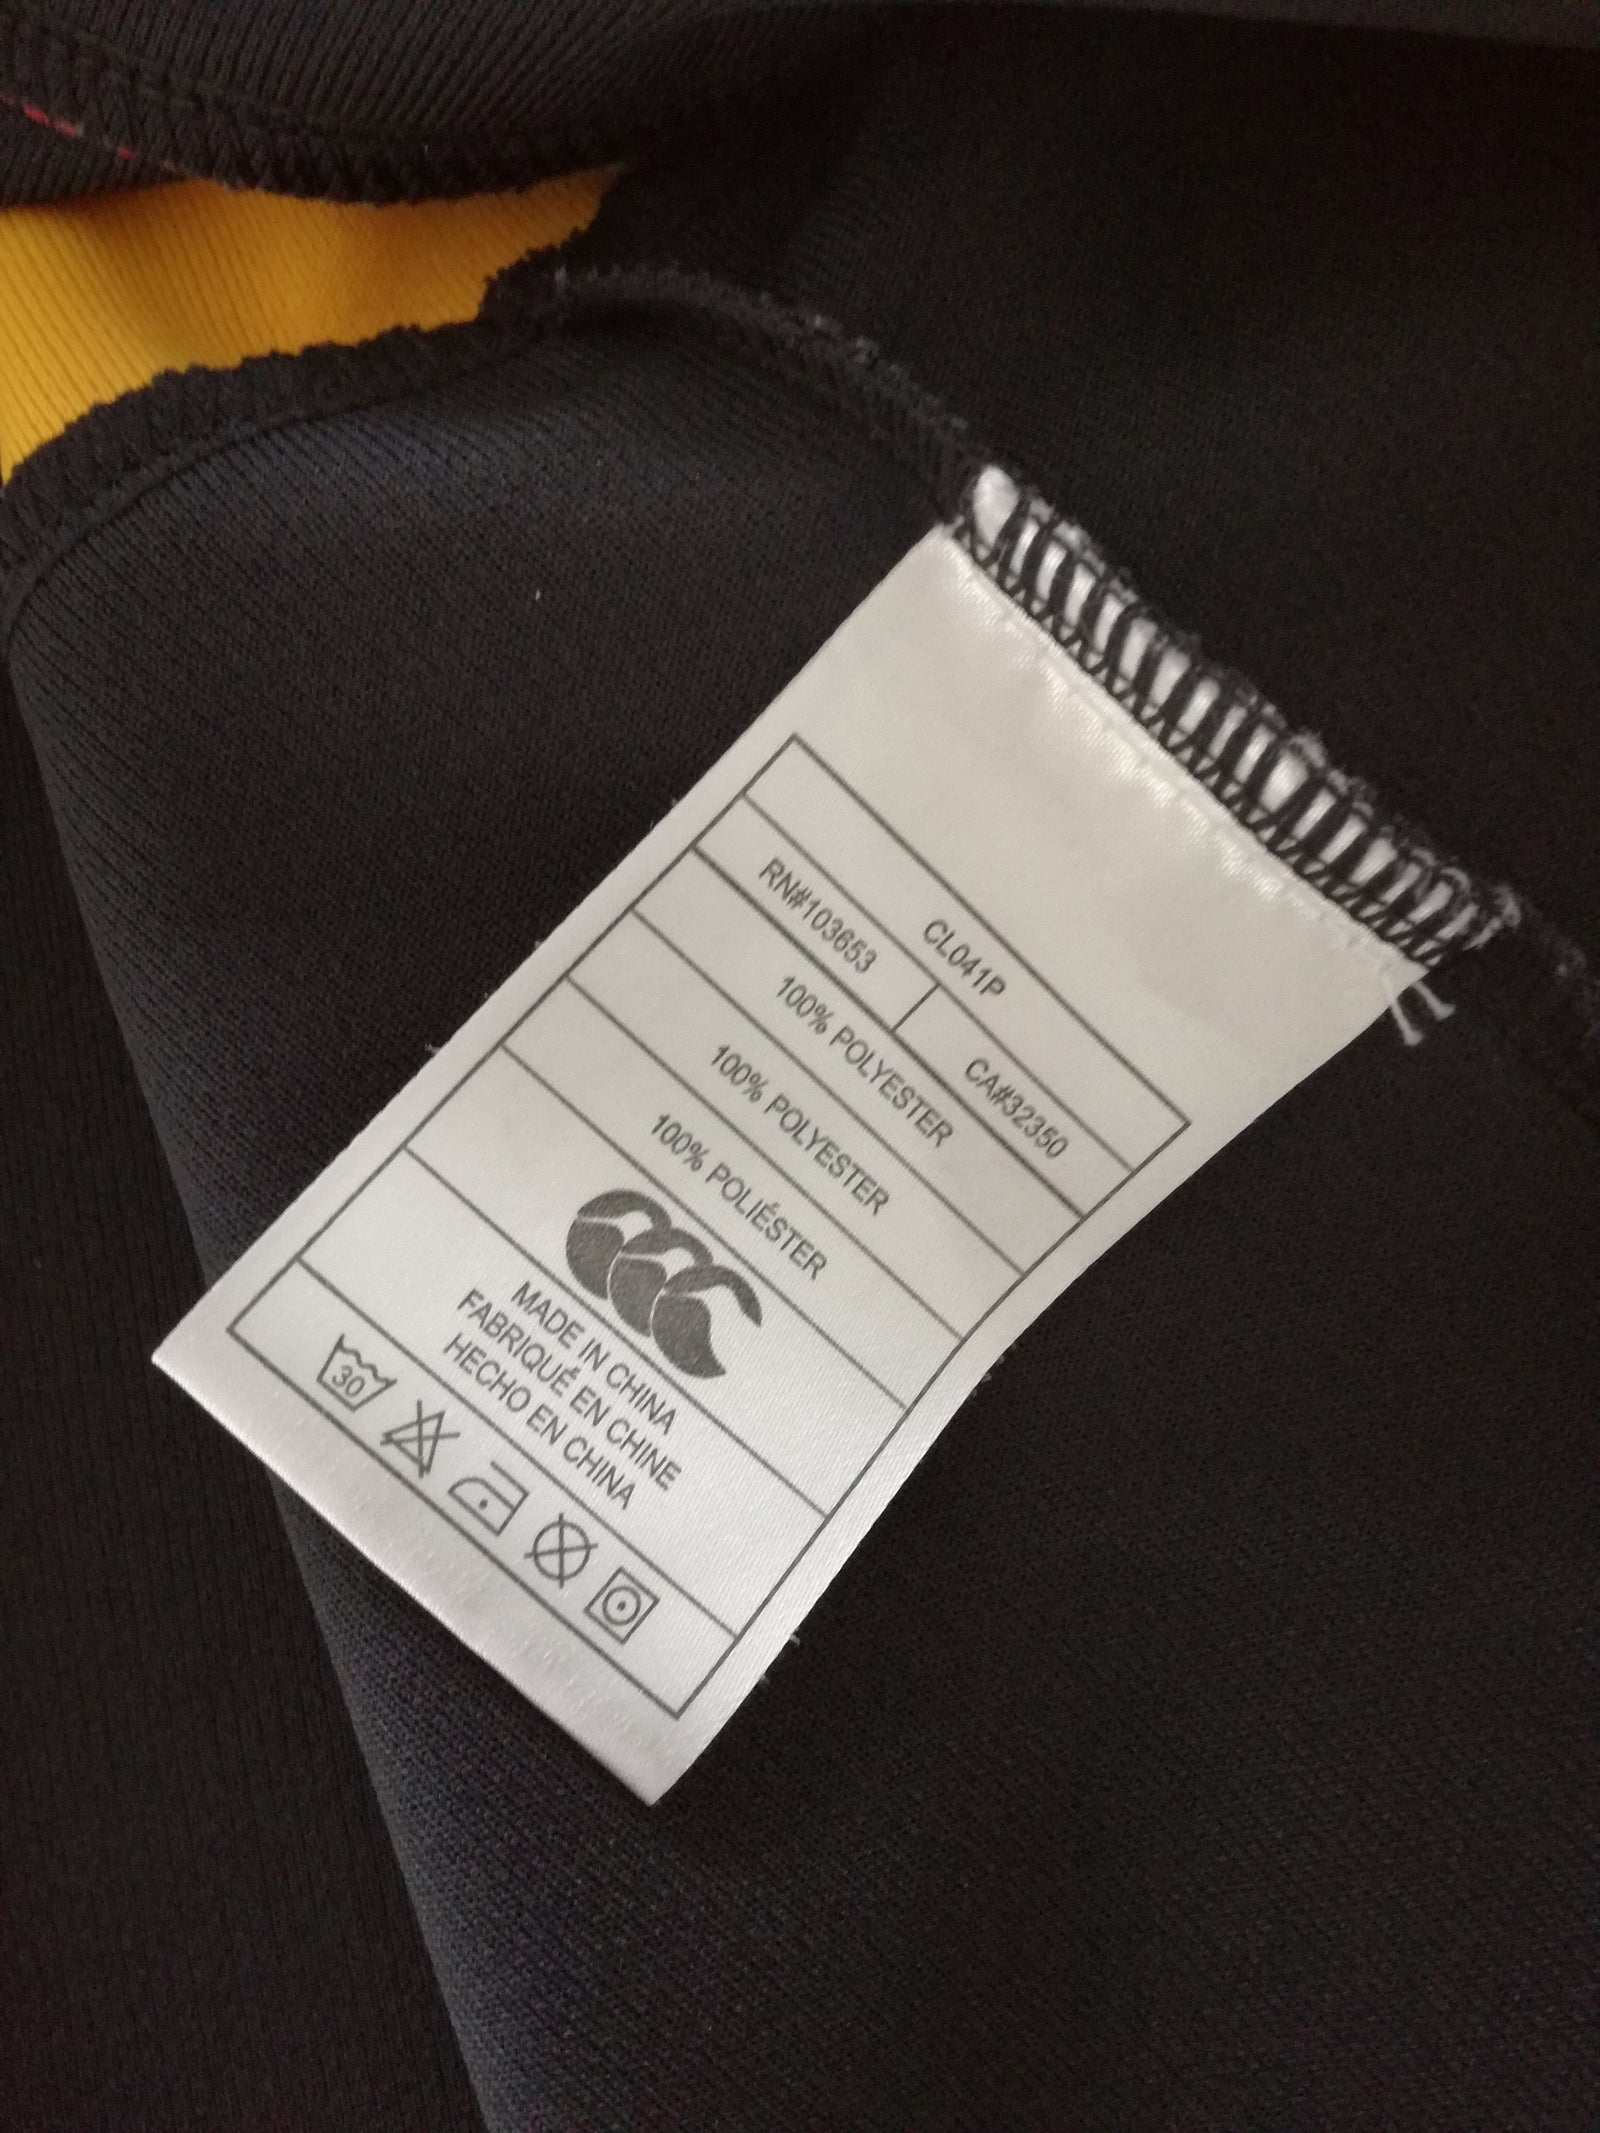 CL041P
RN#103653 CA#32350
100% POLYESTER
100% POLYESTER
100% POLIÉSTER
MADE IN CHINA
FABRIQUÉ EN CHINE
HECHO EN CHINA
30